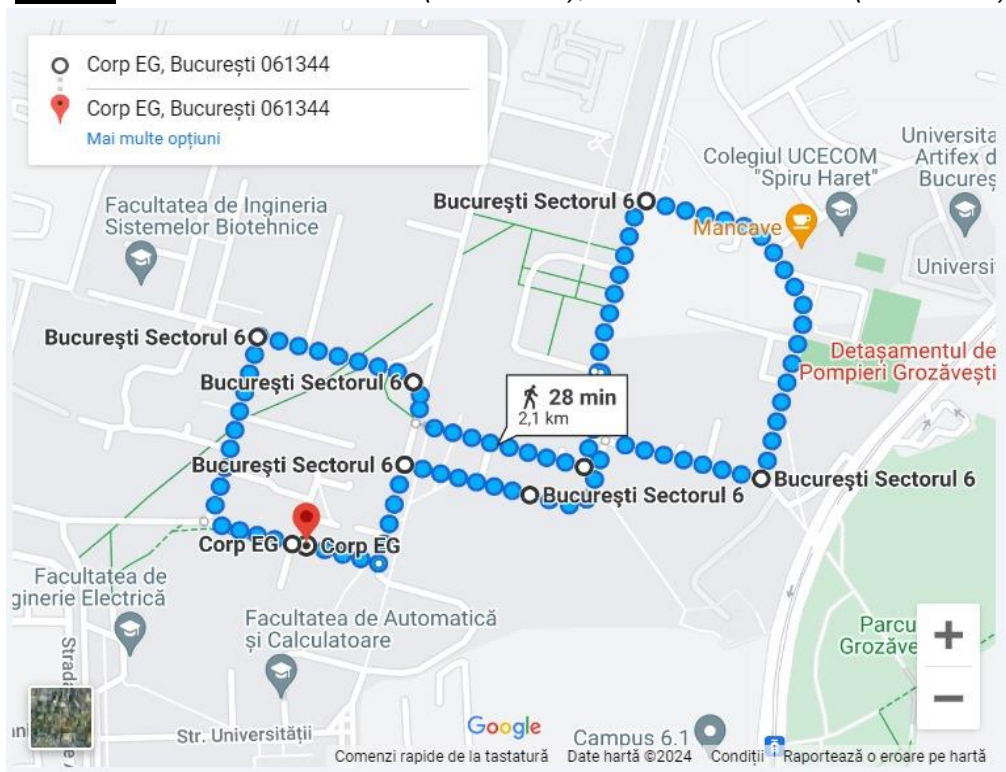 Corp EG, București 061344
Corp EG, București 061344
Mai multe opțiuni
Universita
Artifex d
Bucureș
Colegiul UCECOM
"Spiru Haret"
Facultatea de Ingineria
Sistemelor Biotehnice
București Sectorul 6
Mancave
Universi
București Sectorul 6
Detașamentul de
Pompieri Grozăvești
București Sectorul 6
28 min
2,1 km
București Sectorul 6
București Sectorul 6
București Sectorul 6
Corp EG
Corp EG
Facultatea de
ginerie Electrică
Facultatea de Automatică
și Calculatoare
Parcu
Grozăve
+
−
Strada
Str. Universității
Google
Campus 6.1
Comenzi rapide de la tastatură
Date hartă ©2024
Condiții
Raportează o eroare pe hartă